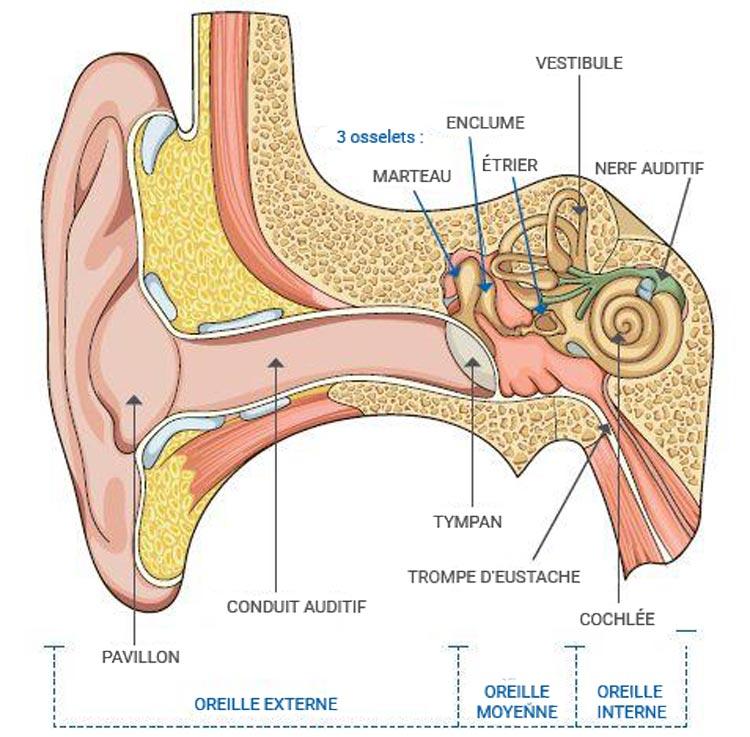 VESTIBULE
ENCLUME
3 osselets :
MARTEAU
ÉTRIER
NERF AUDITIF
TYMPAN
TROMPE D'EUSTACHE
CONDUIT AUDITIF
COCHLÉE
PAVILLON
OREILLE EXTERNE
OREILLE
MOYEÑNE
OREILLE
INTERNE